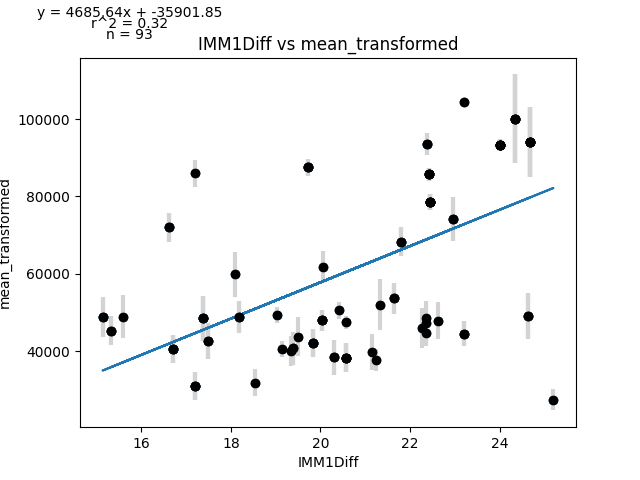 y = 4685.64x + -35901.85
r^2 = 0.32
n = 93
IMM1Diff vs mean_transformed
mean_transformed
100000
80000
60000
40000
16
18
20
22
24
IMM1Diff